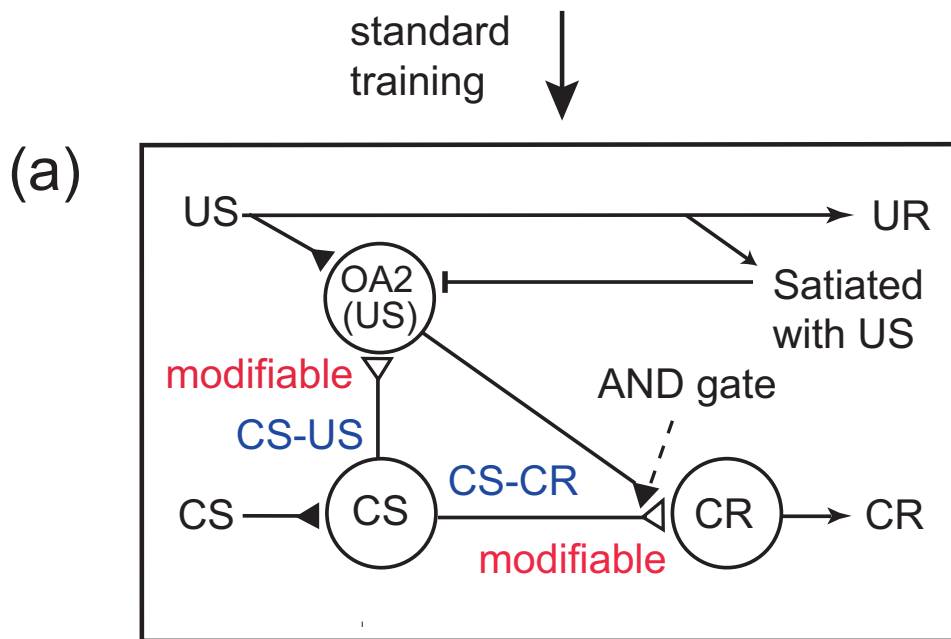 standard
training
(a)
US
UR
OA2
(US)
Satiated
with US
modifiable
AND gate
CS-US
CS-CR
CS
CS
CR
CR
modifiable